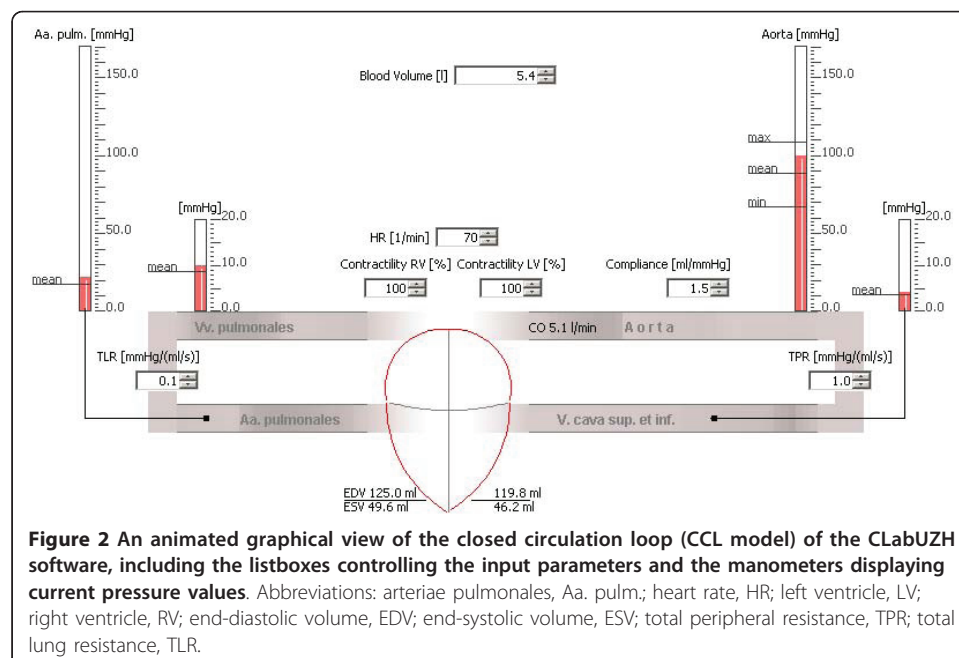 Aa. pulm. [mmHg]
Aorta [mmHg]
150.0
100.0
50.0
0.0
mean
Blood Volume [l] 5.4
150.0
100.0
50.0
0.0
max
mean
min
[mmHg]
20.0
10.0
0.0
mean
[mmHg]
20.0
10.0
0.0
mean
HR [1/min] 70
Contractility RV [%] Contractility LV [%] Compliance [ml/mmHg]
100 100 1.5
Vv. pulmonales
CO 5.1 l/min Aorta
TLR [mmHg/(ml/s)]
0.1
TPR [mmHg/(ml/s)]
1.0
Aa. pulmonales
V. cava sup. et inf.
EDV 125.0 ml 119.8 ml
ESV 49.6 ml 46.2 ml
Figure 2 An animated graphical view of the closed circulation loop (CCL model) of the CLabUZH
software, including the listboxes controlling the input parameters and the manometers displaying
current pressure values. Abbreviations: arteriae pulmonales, Aa. pulm.; heart rate, HR; left ventricle, LV;
right ventricle, RV; end-diastolic volume, EDV; end-systolic volume, ESV; total peripheral resistance, TPR; total
lung resistance, TLR.